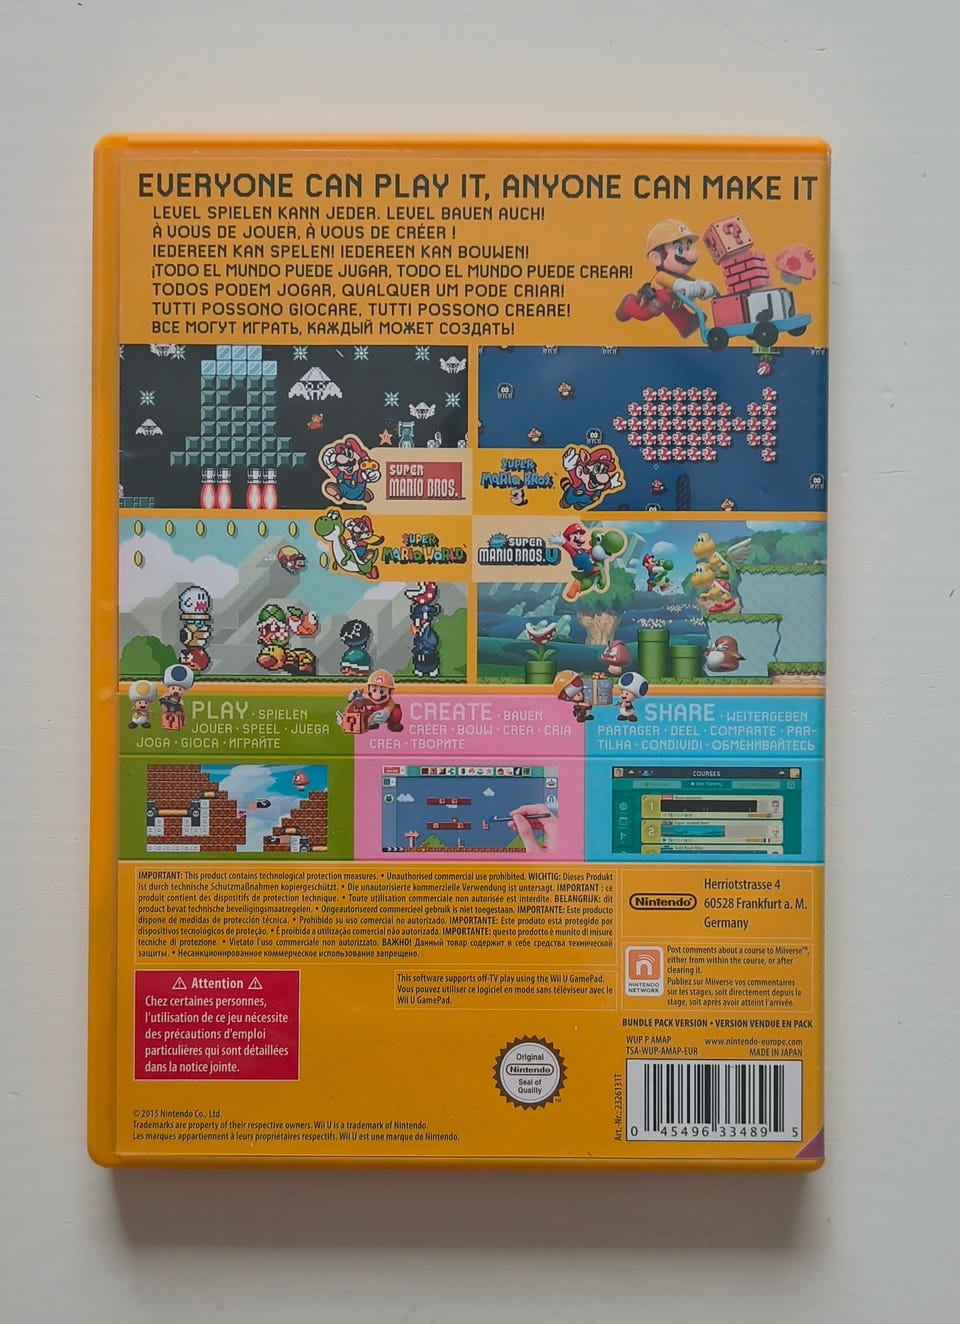 EVERYONE CAN PLAY IT, ANYONE CAN MAKE IT
LEVEL SPIELEN KANN JEDER, LEVEL BAUEN AUCH!
À VOUS DE JOUER, À VOUS DE CRÉER !
IEDEREEN KAN SPELEN! IEDEREEN KAN BOUWEN!
¡TODO EL MUNDO PUEDE JUGAR, TODO EL MUNDO PUEDE CREAR!
TODOS PODEM JOGAR, QUALQUER UM PODE CRIAR!
TUTTI POSSONO GIOCARE, TUTTI POSSONO CREARE!
ВСЕ МОГУТ ИГРАТЬ, КАЖДЫЙ МОЖЕТ СОЗДАТЬ!
SUPER
MARIO BROS.
SUPER
MARIO BROS.
3
SUPER
MARIO WORLD
NEW SUPER
MARIO BROS. U
PLAY · SPIELEN
JOUER · SPEEL · JUEGA
JOGA · GIOCA · ИГРАЙТЕ
CREATE · BAUEN
CRÉER · BOUW · CREA · CRIA
CREA · ТВОРИТЕ
SHARE · WEITERGEBEN
PARTAGER · DEEL · COMPARTE · PAR-
TILHA · CONDIVIDI · ОБМЕНИВАЙТЕСЬ
COURSES
1
2
IMPORTANT: This product contains technological protection measures. • Unauthorised commercial use prohibited. WICHTIG: Dieses Produkt
ist durch technische Schutzmaßnahmen kopiergeschützt. • Die unautorisierte kommerzielle Verwendung ist untersagt. IMPORTANT : ce
produit contient des dispositifs de protection technique. • Toute utilisation commerciale non autorisée est interdite. BELANGRIJK: dit
product bevat technische beveiligingsmaatregelen. • Ongeautoriseerd commercieel gebruik is niet toegestaan. IMPORTANTE: Este producto
dispone de medidas de protección técnica. • Prohibido su uso comercial no autorizado. IMPORTANTE: Este produto está protegido por
dispositivos tecnológicos de proteção. • É proibida a utilização comercial não autorizada. IMPORTANTE: questo prodotto è munito di misure
tecniche di protezione. • Vietato l'uso commerciale non autorizzato. ВАЖНО! Данный товар содержит в себе средства технической
защиты. • Несанкционированное коммерческое использование запрещено.
Nintendo
Herriotstrasse 4
60528 Frankfurt a. M.
Germany
NINTENDO
NETWORK
Post comments about a course to Miiverse™,
either from within the course, or after
clearing it.
Publiez sur Miiverse vos commentaires
sur les stages, soit directement depuis le
stage, soit après avoir atteint l'arrivée.
⚠ Attention ⚠
Chez certaines personnes,
l'utilisation de ce jeu nécessite
des précautions d'emploi
particulières qui sont détaillées
dans la notice jointe.
This software supports off-TV play using the Wii U GamePad.
Vous pouvez utiliser ce logiciel en mode sans téléviseur avec le
Wii U GamePad.
BUNDLE PACK VERSION • VERSION VENDUE EN PACK
WUP P AMAP www.nintendo-europe.com
TSA-WUP-AMAP-EUR MADE IN JAPAN
Original
Nintendo
Seal of
Quality
TM
Art.-Nr.: 2326131T
0 45496 33489 5
© 2015 Nintendo Co., Ltd.
Trademarks are property of their respective owners. Wii U is a trademark of Nintendo.
Les marques appartiennent à leurs propriétaires respectifs. Wii U est une marque de Nintendo.